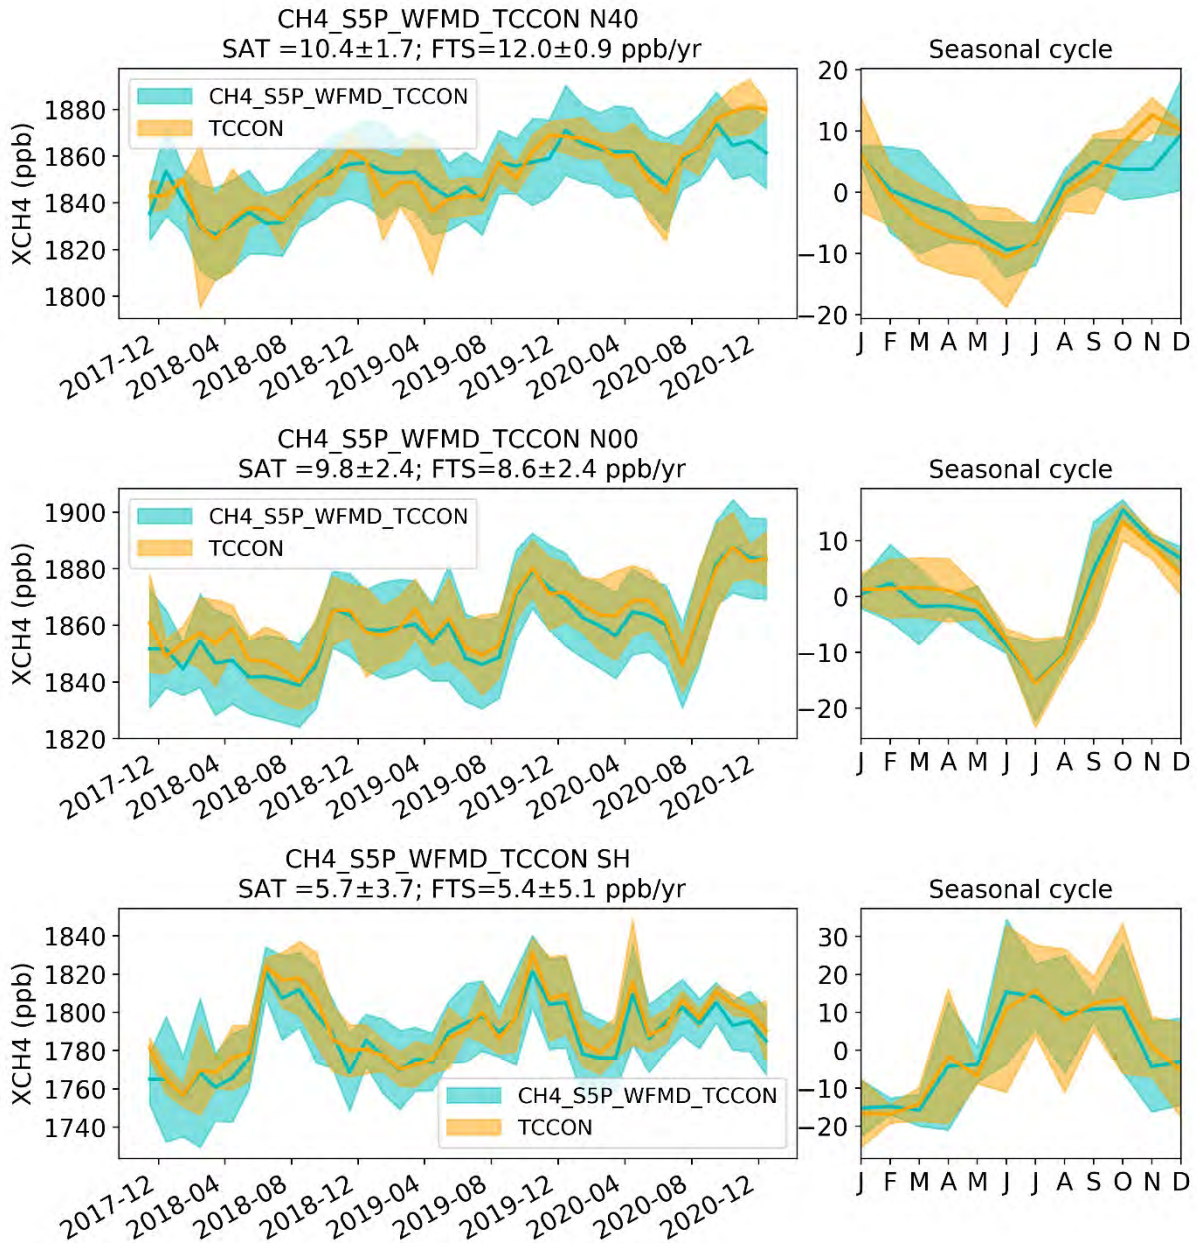 CH4_S5P_WFMD_TCCON N40
SAT =10.4±1.7; FTS=12.0±0.9 ppb/yr
Seasonal cycle
XCH4 (ppb)
1880
1860
1840
1820
1800
CH4_S5P_WFMD_TCCON
TCCON
2017-12
2018-04
2018-08
2018-12
2019-04
2019-08
2019-12
2020-04
2020-08
2020-12
20
10
0
−10
−20
J F M A M J J A S O N D
CH4_S5P_WFMD_TCCON N00
SAT =9.8±2.4; FTS=8.6±2.4 ppb/yr
Seasonal cycle
XCH4 (ppb)
1900
1880
1860
1840
1820
CH4_S5P_WFMD_TCCON
TCCON
2017-12
2018-04
2018-08
2018-12
2019-04
2019-08
2019-12
2020-04
2020-08
2020-12
10
0
−10
−20
J F M A M J J A S O N D
CH4_S5P_WFMD_TCCON SH
SAT =5.7±3.7; FTS=5.4±5.1 ppb/yr
Seasonal cycle
XCH4 (ppb)
1840
1820
1800
1780
1760
1740
CH4_S5P_WFMD_TCCON
TCCON
2017-12
2018-04
2018-08
2018-12
2019-04
2019-08
2019-12
2020-04
2020-08
2020-12
30
20
10
0
−10
−20
J F M A M J J A S O N D